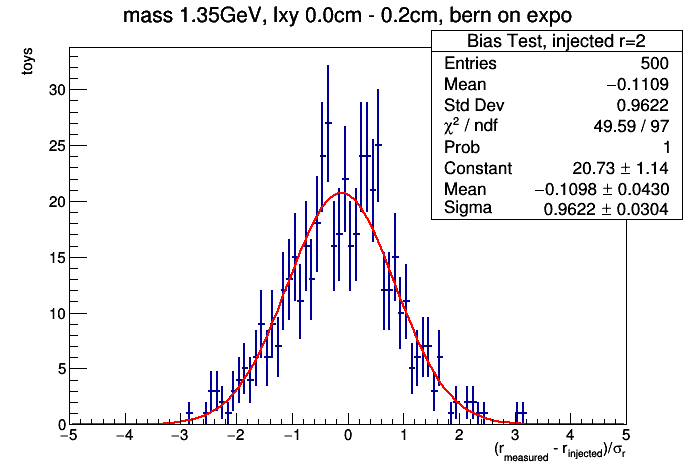 mass 1.35GeV, lxy 0.0cm - 0.2cm, bern on expo
Bias Test, injected r=2
Entries 500
Mean −0.1109
Std Dev 0.9622
χ² / ndf 49.59 / 97
Prob 1
Constant 20.73 ± 1.14
Mean −0.1098 ± 0.0430
Sigma 0.9622 ± 0.0304
toys
30
25
20
15
10
5
0
−5 −4 −3 −2 −1 0 1 2 3 4 5
(r_measured - r_injected)/σ_r